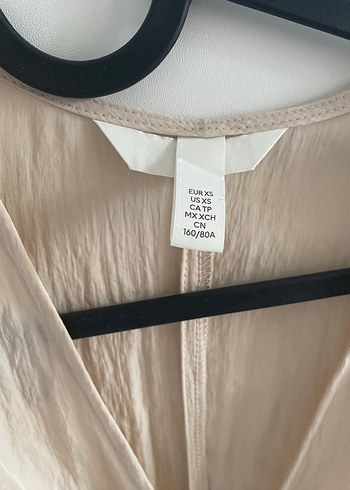 EUR XS
US XS
CA TP
MX XCH
CN
160/80A